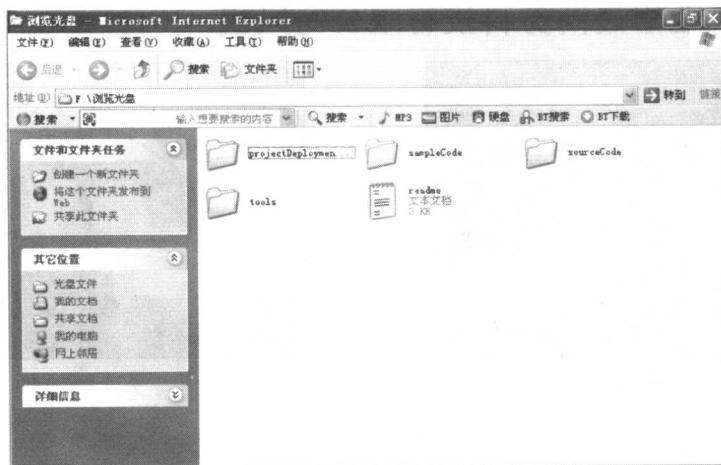 浏览光盘 - Microsoft Internet Explorer
文件(F) 编辑(E) 查看(V) 收藏(A) 工具(T) 帮助(H)
后退 搜索 文件夹
地址(D) F:\浏览光盘 转到 链接
搜索 输入想要搜索的内容 搜索 MP3 图片 硬盘 BT搜索 BT下载
文件和文件夹任务
创建一个新文件夹
将这个文件夹发布到
Web
共享此文件夹
其它位置
光盘文件
我的文档
共享文档
我的电脑
网上邻居
详细信息
projectDeploymen... sampleCode sourceCode
tools readme
文本文档
3 KB